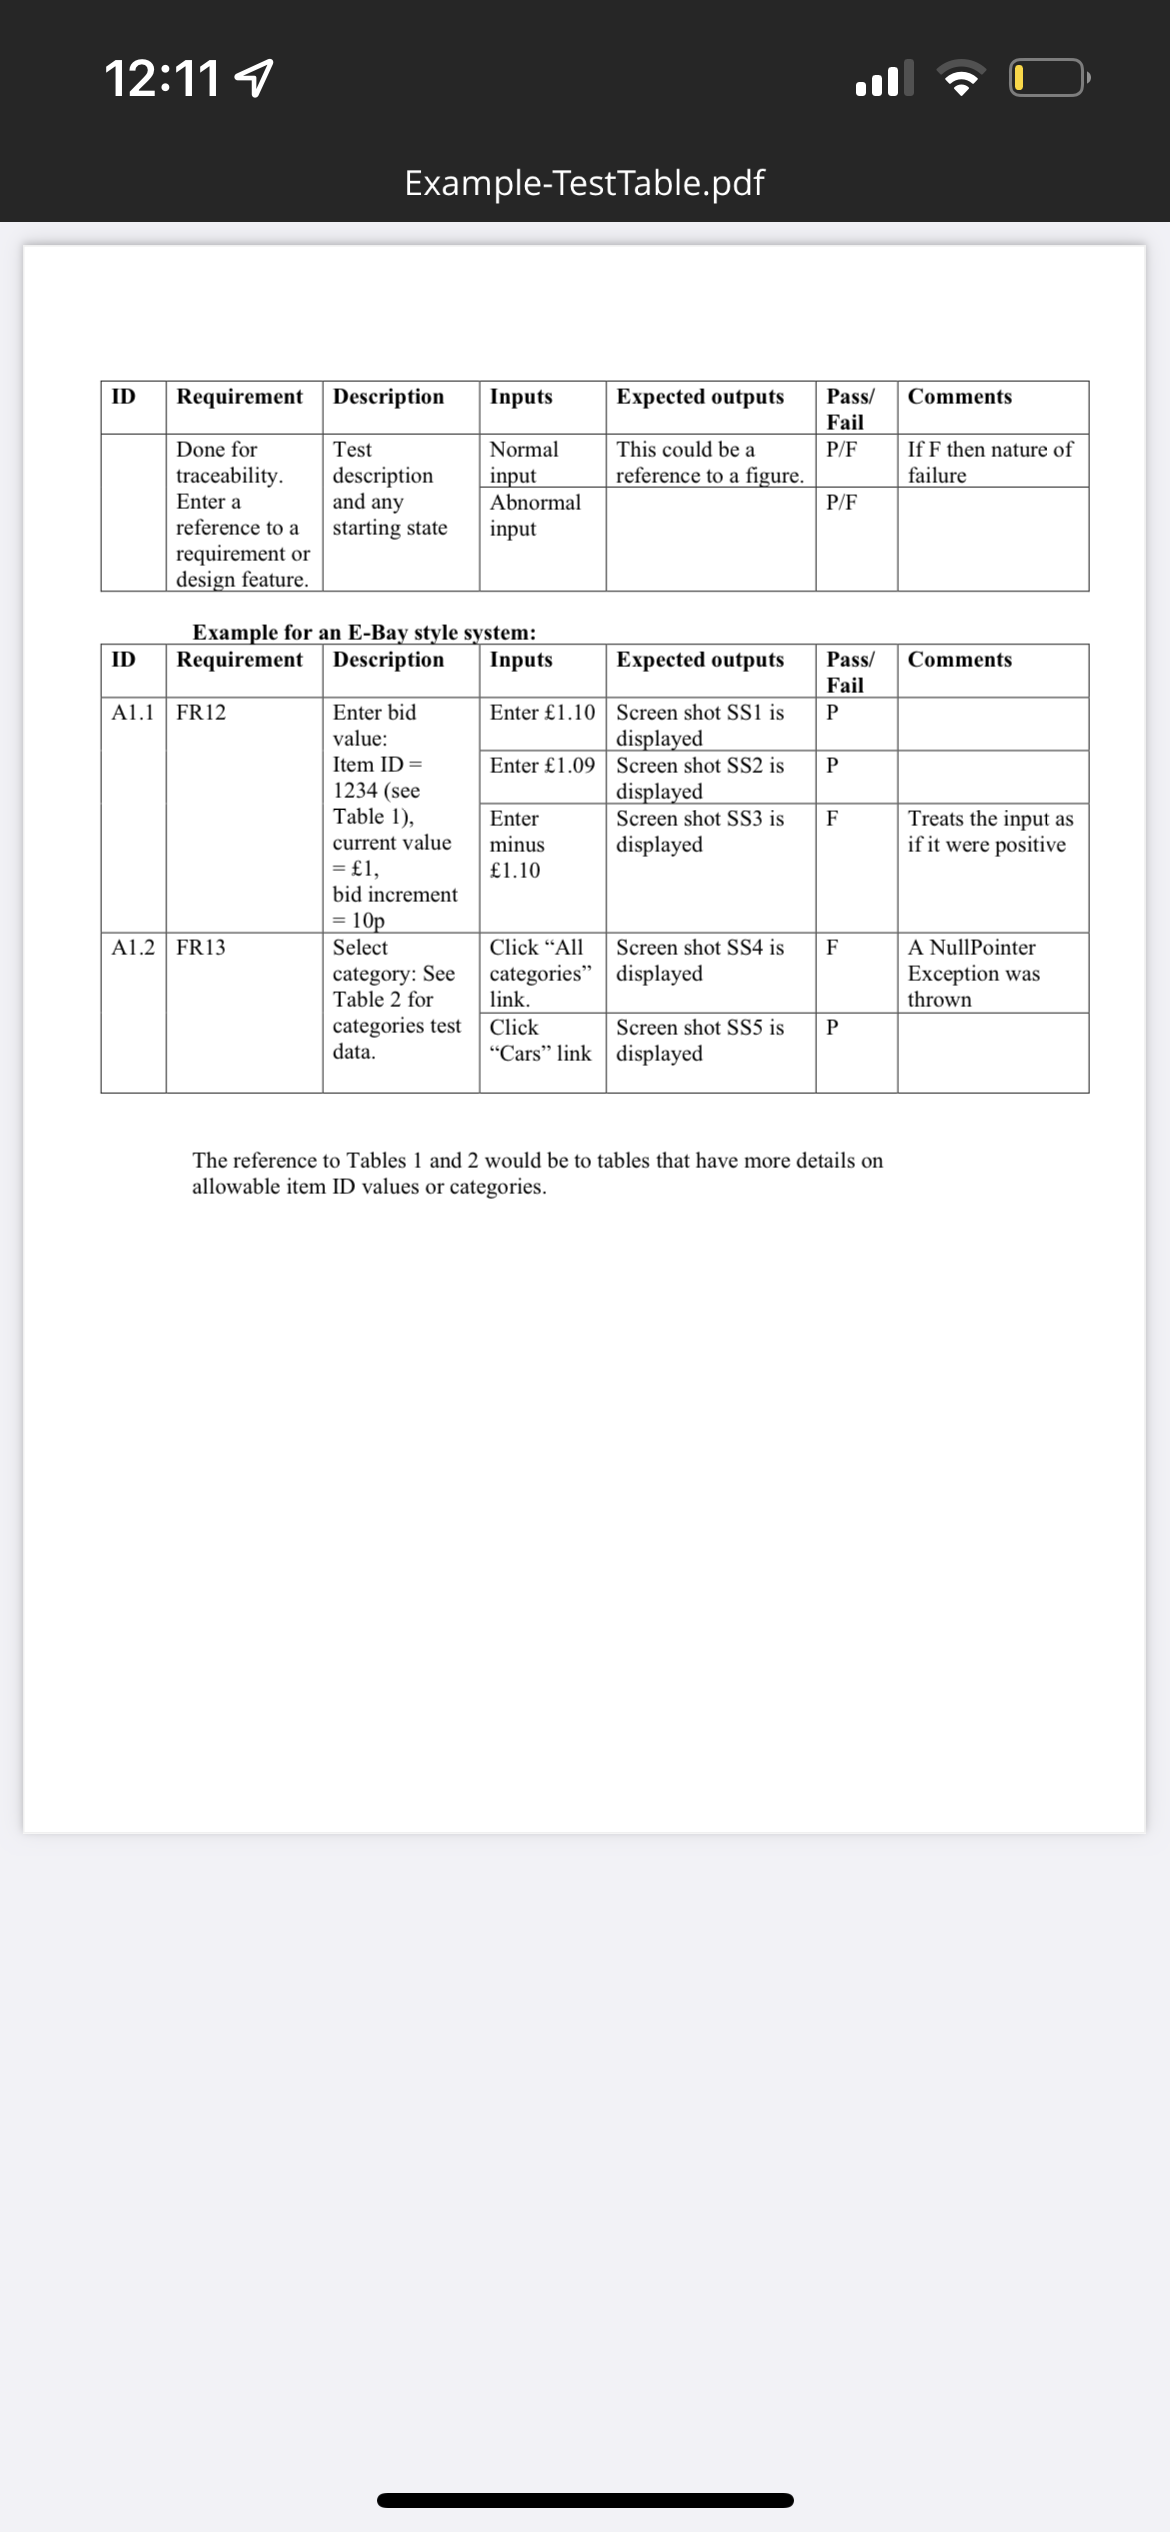 12:11
Example-TestTable.pdf
ID Requirement Description Inputs Expected outputs Pass/ Fail Comments
Done for traceability. Enter a reference to a requirement or design feature. Test description and any starting state Normal input This could be a reference to a figure. P/F If F then nature of failure
Abnormal input P/F
Example for an E-Bay style system:
ID Requirement Description Inputs Expected outputs Pass/ Fail Comments
A1.1 FR12 Enter bid value: Item ID = 1234 (see Table 1), current value = £1, bid increment = 10p Enter £1.10 Screen shot SS1 is displayed P
Enter £1.09 Screen shot SS2 is displayed P
Enter minus £1.10 Screen shot SS3 is displayed F Treats the input as if it were positive
A1.2 FR13 Select category: See Table 2 for categories test data. Click “All categories” link. Screen shot SS4 is displayed F A NullPointer Exception was thrown
Click “Cars” link Screen shot SS5 is displayed P
The reference to Tables 1 and 2 would be to tables that have more details on
allowable item ID values or categories.